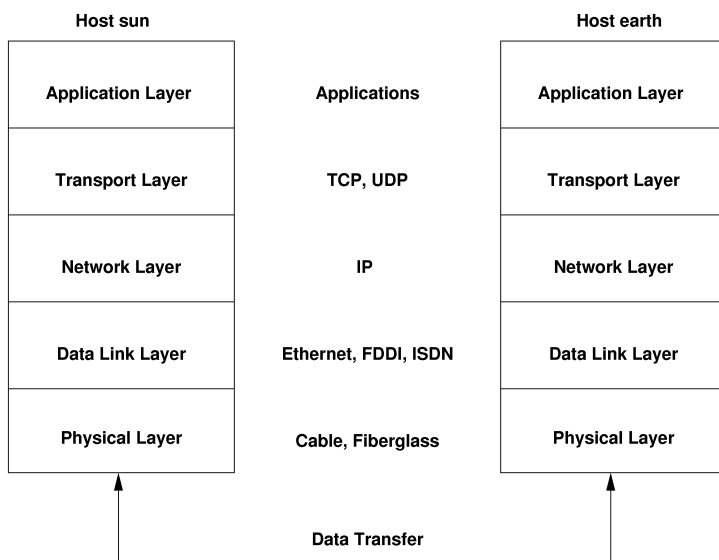 Host sun
Host earth
Application Layer
Applications
Application Layer
Transport Layer
TCP, UDP
Transport Layer
Network Layer
IP
Network Layer
Data Link Layer
Ethernet, FDDI, ISDN
Data Link Layer
Physical Layer
Cable, Fiberglass
Physical Layer
Data Transfer